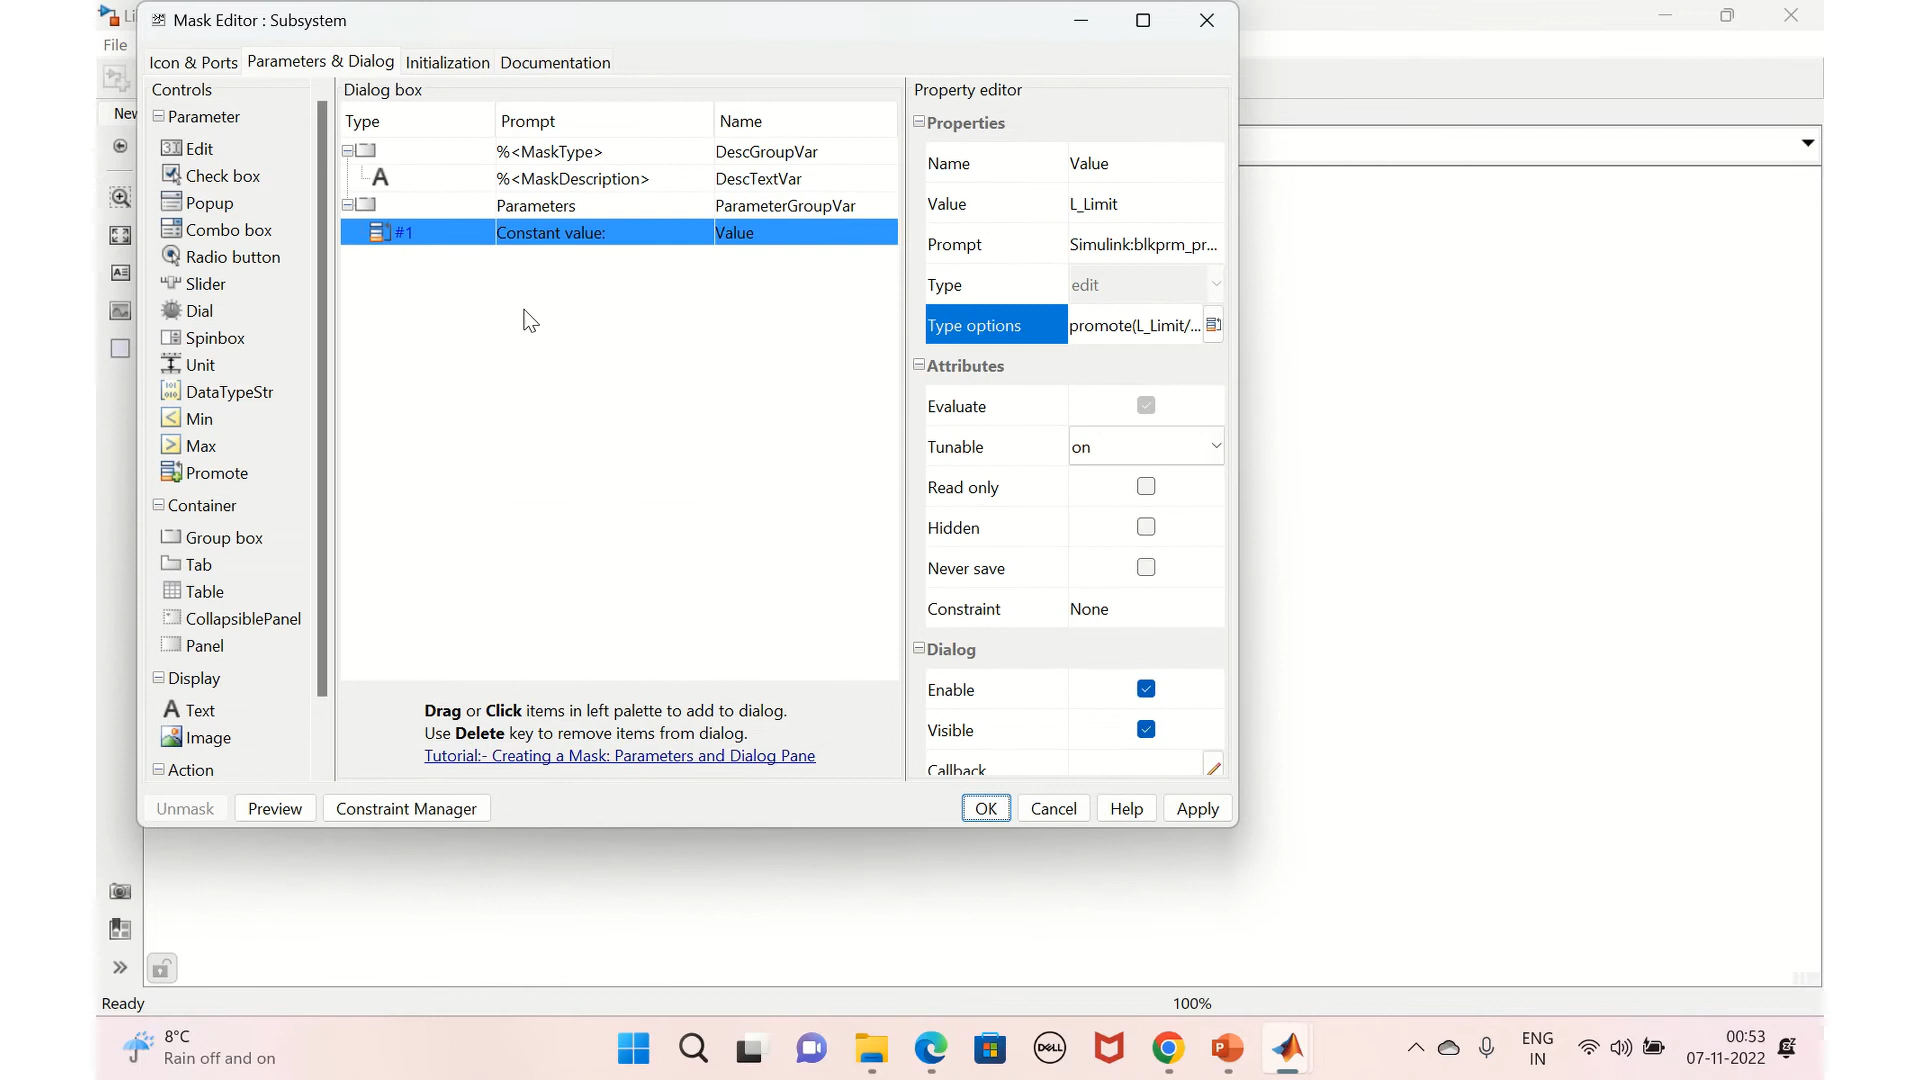 Li
Mask Editor : Subsystem
File
Icon & Ports
Parameters & Dialog
Initialization
Documentation
New
Controls
Parameter
Edit
Check box
Popup
Combo box
Radio button
Slider
Dial
Spinbox
Unit
DataTypeStr
Min
Max
Promote
Container
Group box
Tab
Table
CollapsiblePanel
Panel
Display
A Text
Image
Action
Dialog box
Type Prompt Name
%<MaskType> DescGroupVar
A %<MaskDescription> DescTextVar
Parameters ParameterGroupVar
#1 Constant value: Value
Drag or Click items in left palette to add to dialog.
Use Delete key to remove items from dialog.
Tutorial:- Creating a Mask: Parameters and Dialog Pane
Property editor
Properties
Name Value
Value L_Limit
Prompt Simulink:blkprm_pr...
Type edit
Type options promote(L_Limit/...
Attributes
Evaluate
Tunable on
Read only
Hidden
Never save
Constraint None
Dialog
Enable
Visible
Callback
Unmask
Preview
Constraint Manager
OK
Cancel
Help
Apply
Ready
100%
8°C
Rain off and on
DELL
ENG
IN
00:53
07-11-2022